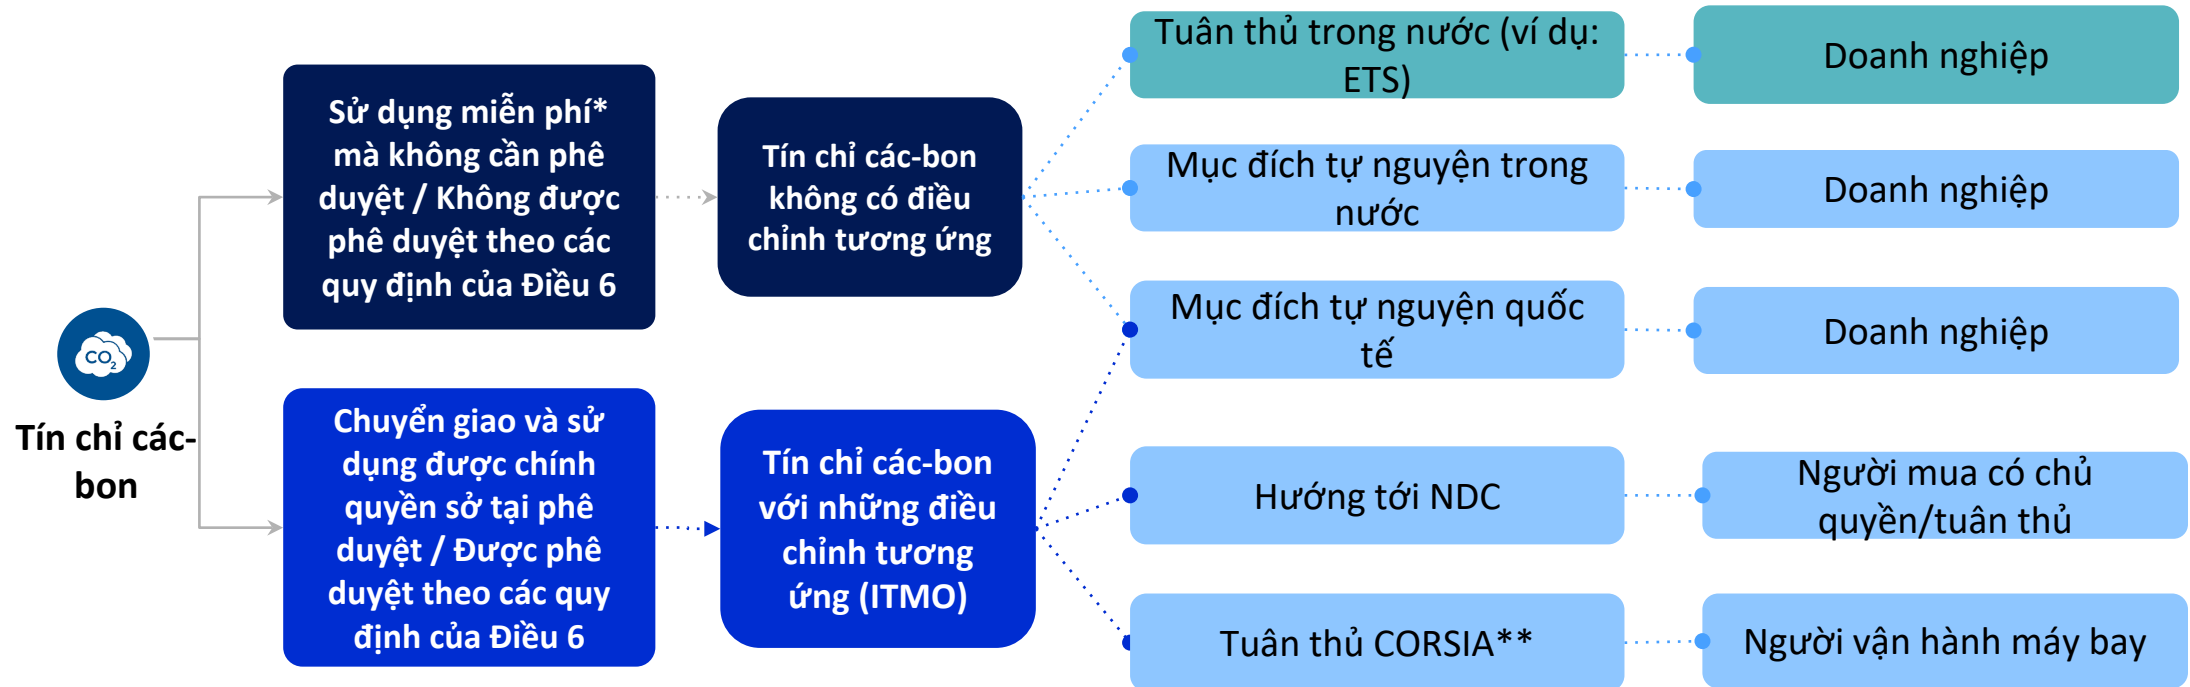 CO2
Tín chỉ các-
bon
Sử dụng miễn phí*
mà không cần phê
duyệt / Không được
phê duyệt theo các
quy định của Điều 6
Tín chỉ các-bon
không có điều
chỉnh tương ứng
Tuân thủ trong nước (ví dụ:
ETS)
Doanh nghiệp
Mục đích tự nguyện trong
nước
Doanh nghiệp
Mục đích tự nguyện quốc
tế
Doanh nghiệp
Chuyển giao và sử
dụng được chính
quyền sở tại phê
duyệt / Được phê
duyệt theo các quy
định của Điều 6
Tín chỉ các-bon
với những điều
chỉnh tương
ứng (ITMO)
Hướng tới NDC
Người mua có chủ
quyền/tuân thủ
Tuân thủ CORSIA**
Người vận hành máy bay